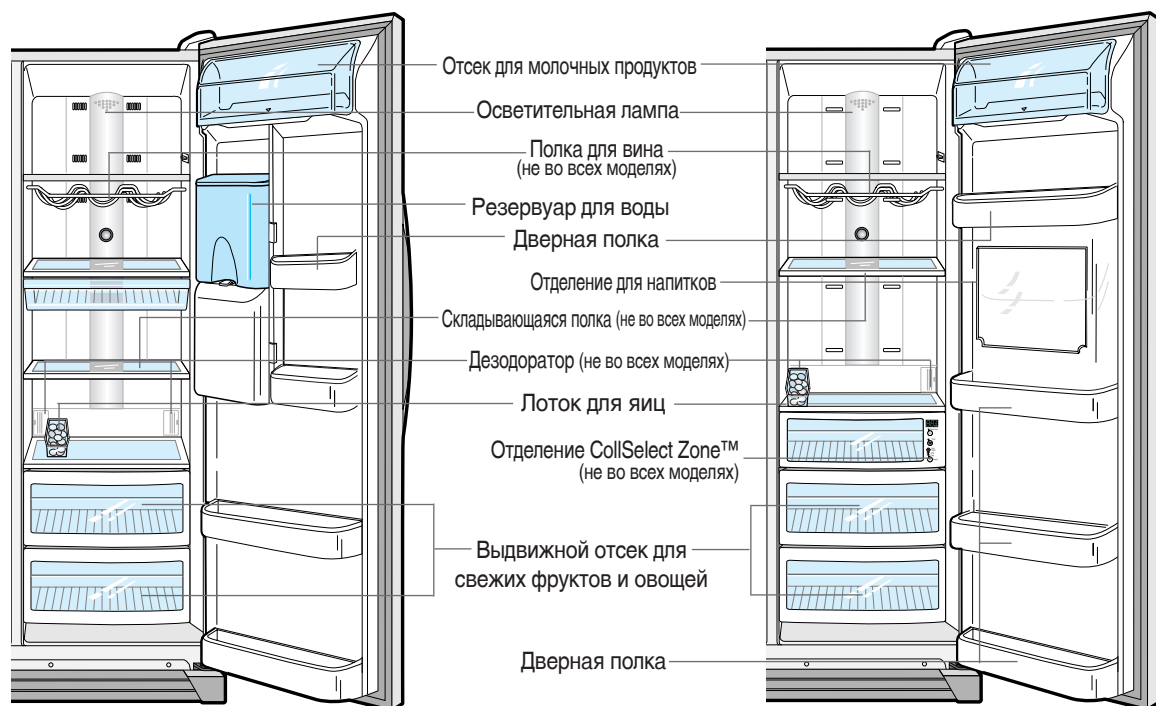 Отсек для молочных продуктов
Осветительная лампа
Полка для вина
(не во всех моделях)
Резервуар для воды
Дверная полка
Отделение для напитков
Складывающаяся полка (не во всех моделях)
Дезодоратор (не во всех моделях)
Лоток для яиц
Отделение CollSelect Zone™
(не во всех моделях)
Выдвижной отсек для
свежих фруктов и овощей
Дверная полка